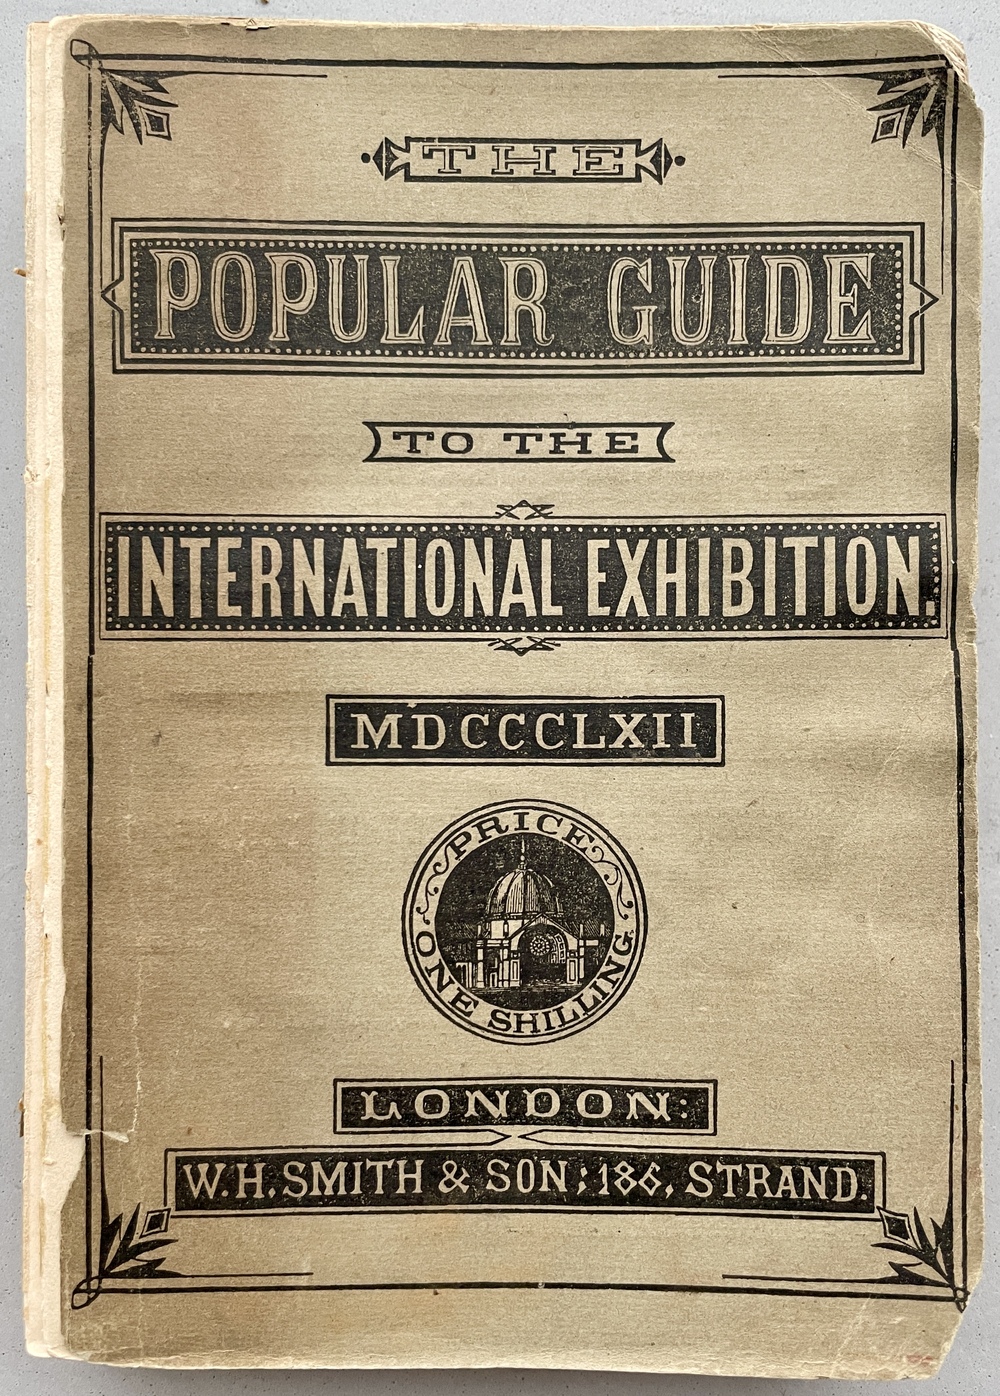 THE
POPULAR GUIDE
TO THE
INTERNATIONAL EXHIBITION.
MDCCCLXII
PRICE
ONE SHILLING.
LONDON:
W.H. SMITH & SON; 186, STRAND.